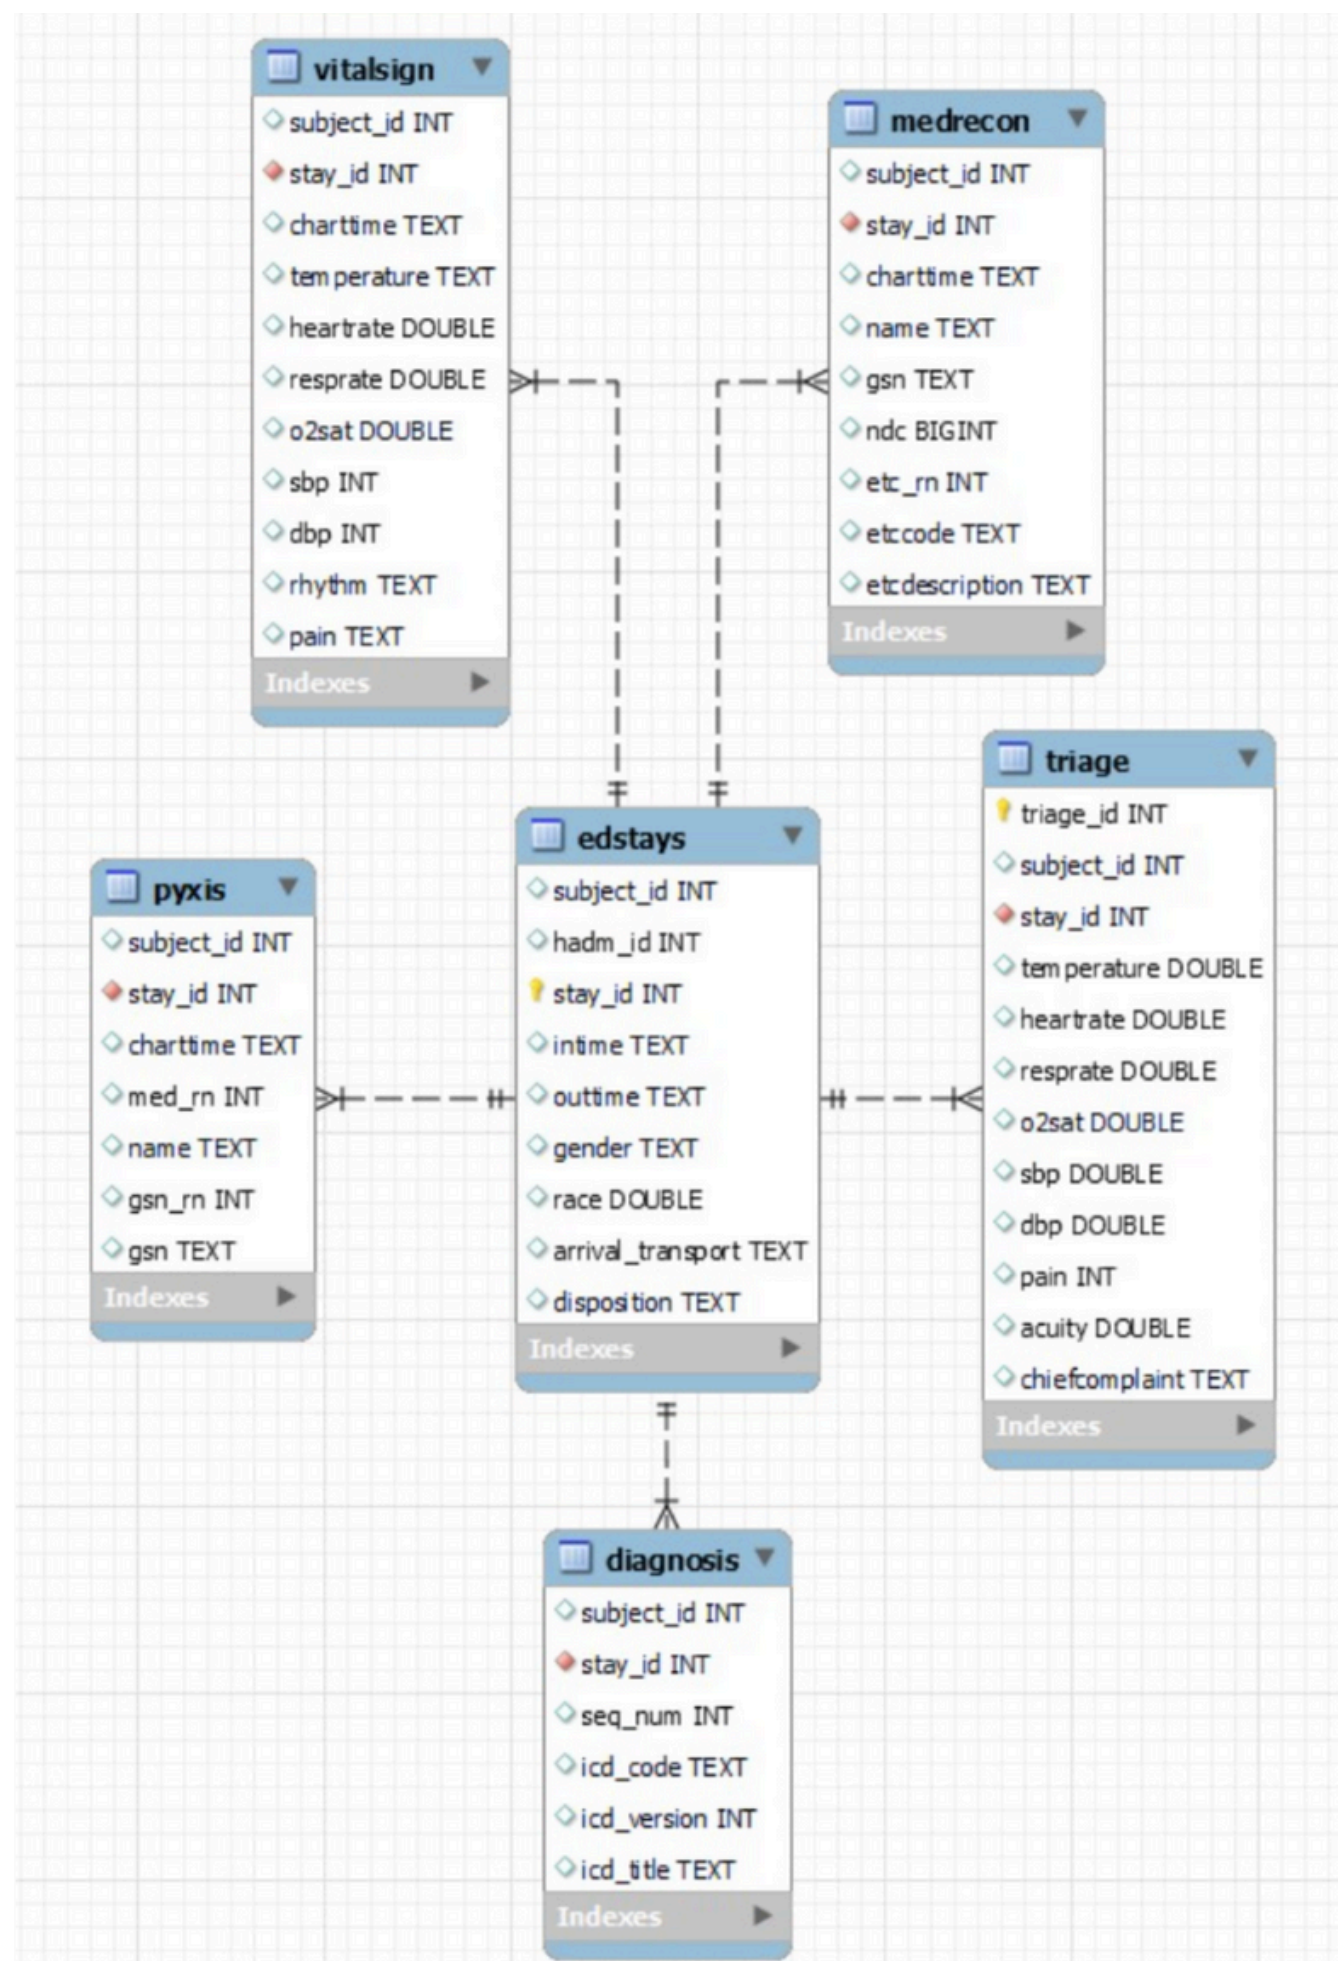 vitalsign
subject_id INT
stay_id INT
charttime TEXT
temperature TEXT
heartrate DOUBLE
resprate DOUBLE
o2sat DOUBLE
sbp INT
dbp INT
rhythm TEXT
pain TEXT
Indexes
medrecon
subject_id INT
stay_id INT
charttime TEXT
name TEXT
gsn TEXT
ndc BIGINT
etc_rn INT
etccode TEXT
etcdescription TEXT
Indexes
triage
triage_id INT
subject_id INT
stay_id INT
temperature DOUBLE
heartrate DOUBLE
resprate DOUBLE
o2sat DOUBLE
sbp DOUBLE
dbp DOUBLE
pain INT
acuity DOUBLE
chiefcomplaint TEXT
Indexes
edstays
subject_id INT
hadm_id INT
stay_id INT
intime TEXT
outtime TEXT
gender TEXT
race DOUBLE
arrival_transport TEXT
disposition TEXT
Indexes
pyxis
subject_id INT
stay_id INT
charttime TEXT
med_rn INT
name TEXT
gsn_rn INT
gsn TEXT
Indexes
diagnosis
subject_id INT
stay_id INT
seq_num INT
icd_code TEXT
icd_version INT
icd_title TEXT
Indexes